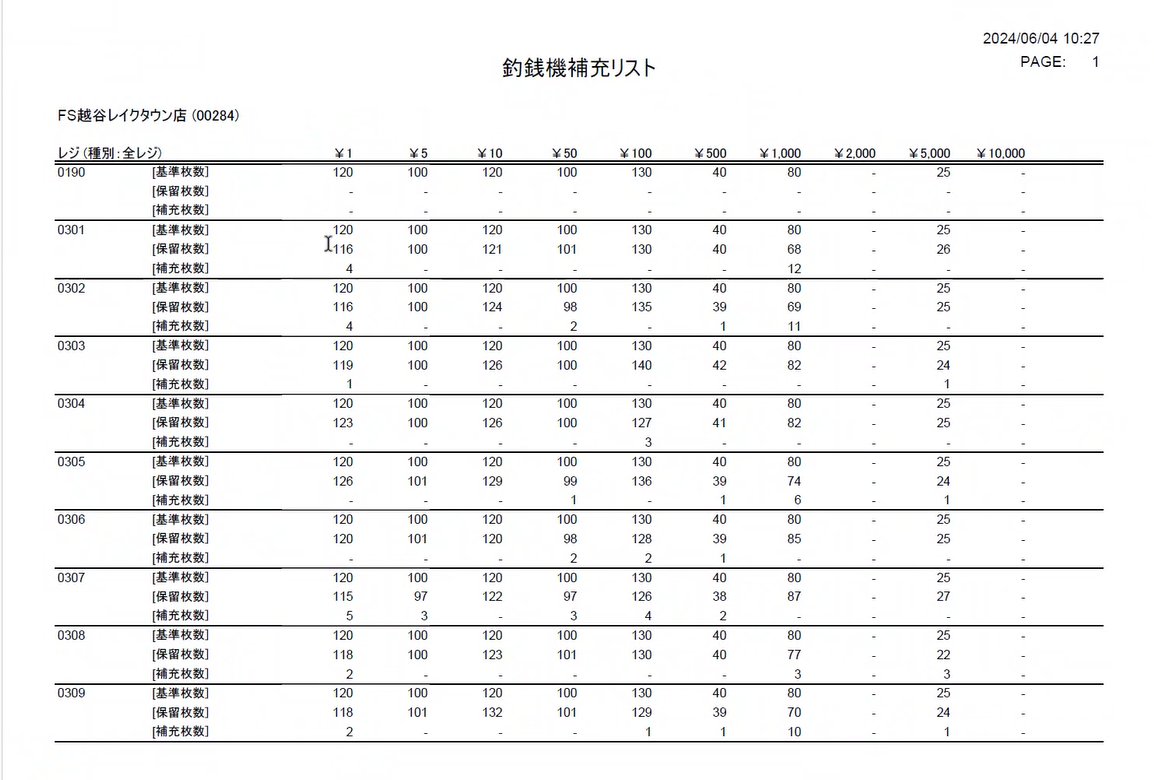 2024/06/04 10:27
釣銭機補充リスト
PAGE: 1
FS越谷レイクタウン店 (00284)
レジ (種別:全レジ) ¥1 ¥5 ¥10 ¥50 ¥100 ¥500 ¥1,000 ¥2,000 ¥5,000 ¥10,000
0190 [基準枚数] 120 100 120 100 130 40 80 - 25 -
[保留枚数] - - - - - - - - - -
[補充枚数] - - - - - - - - - -
0301 [基準枚数] 120 100 120 100 130 40 80 - 25 -
[保留枚数] 116 100 121 101 130 40 68 - 26 -
[補充枚数] 4 - - - - - 12 - - -
0302 [基準枚数] 120 100 120 100 130 40 80 - 25 -
[保留枚数] 116 100 124 98 135 39 69 - 25 -
[補充枚数] 4 - - 2 - 1 11 - - -
0303 [基準枚数] 120 100 120 100 130 40 80 - 25 -
[保留枚数] 119 100 126 100 140 42 82 - 24 -
[補充枚数] 1 - - - - - - - 1 -
0304 [基準枚数] 120 100 120 100 130 40 80 - 25 -
[保留枚数] 123 100 126 100 127 41 82 - 25 -
[補充枚数] - - - - 3 - - - - -
0305 [基準枚数] 120 100 120 100 130 40 80 - 25 -
[保留枚数] 126 101 129 99 136 39 74 - 24 -
[補充枚数] - - - 1 - 1 6 - 1 -
0306 [基準枚数] 120 100 120 100 130 40 80 - 25 -
[保留枚数] 120 101 120 98 128 39 85 - 25 -
[補充枚数] - - - 2 2 1 - - - -
0307 [基準枚数] 120 100 120 100 130 40 80 - 25 -
[保留枚数] 115 97 122 97 126 38 87 - 27 -
[補充枚数] 5 3 - 3 4 2 - - - -
0308 [基準枚数] 120 100 120 100 130 40 80 - 25 -
[保留枚数] 118 100 123 101 130 40 77 - 22 -
[補充枚数] 2 - - - - - 3 - 3 -
0309 [基準枚数] 120 100 120 100 130 40 80 - 25 -
[保留枚数] 118 101 132 101 129 39 70 - 24 -
[補充枚数] 2 - - - 1 1 10 - 1 -